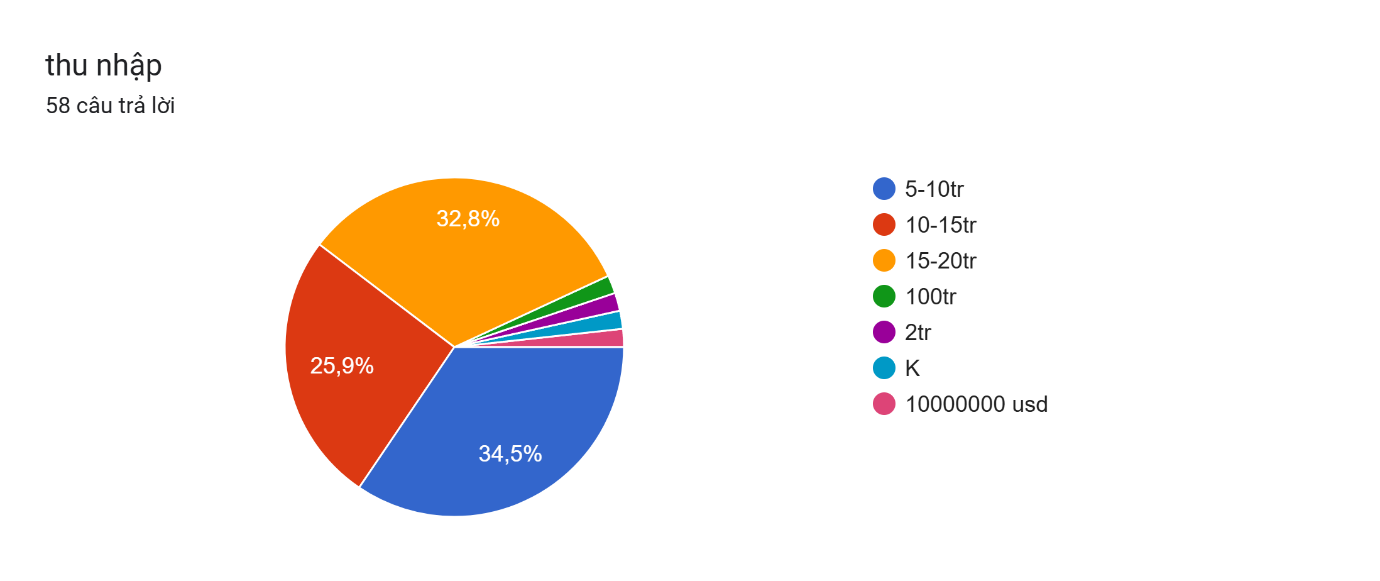 thu nhập
58 câu trả lời
32,8%
25,9%
34,5%
5-10tr
10-15tr
15-20tr
100tr
2tr
K
10000000 usd